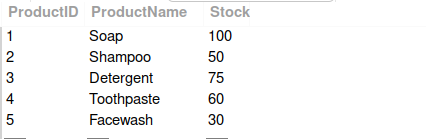 ProductID ProductName Stock
1 Soap 100
2 Shampoo 50
3 Detergent 75
4 Toothpaste 60
5 Facewash 30